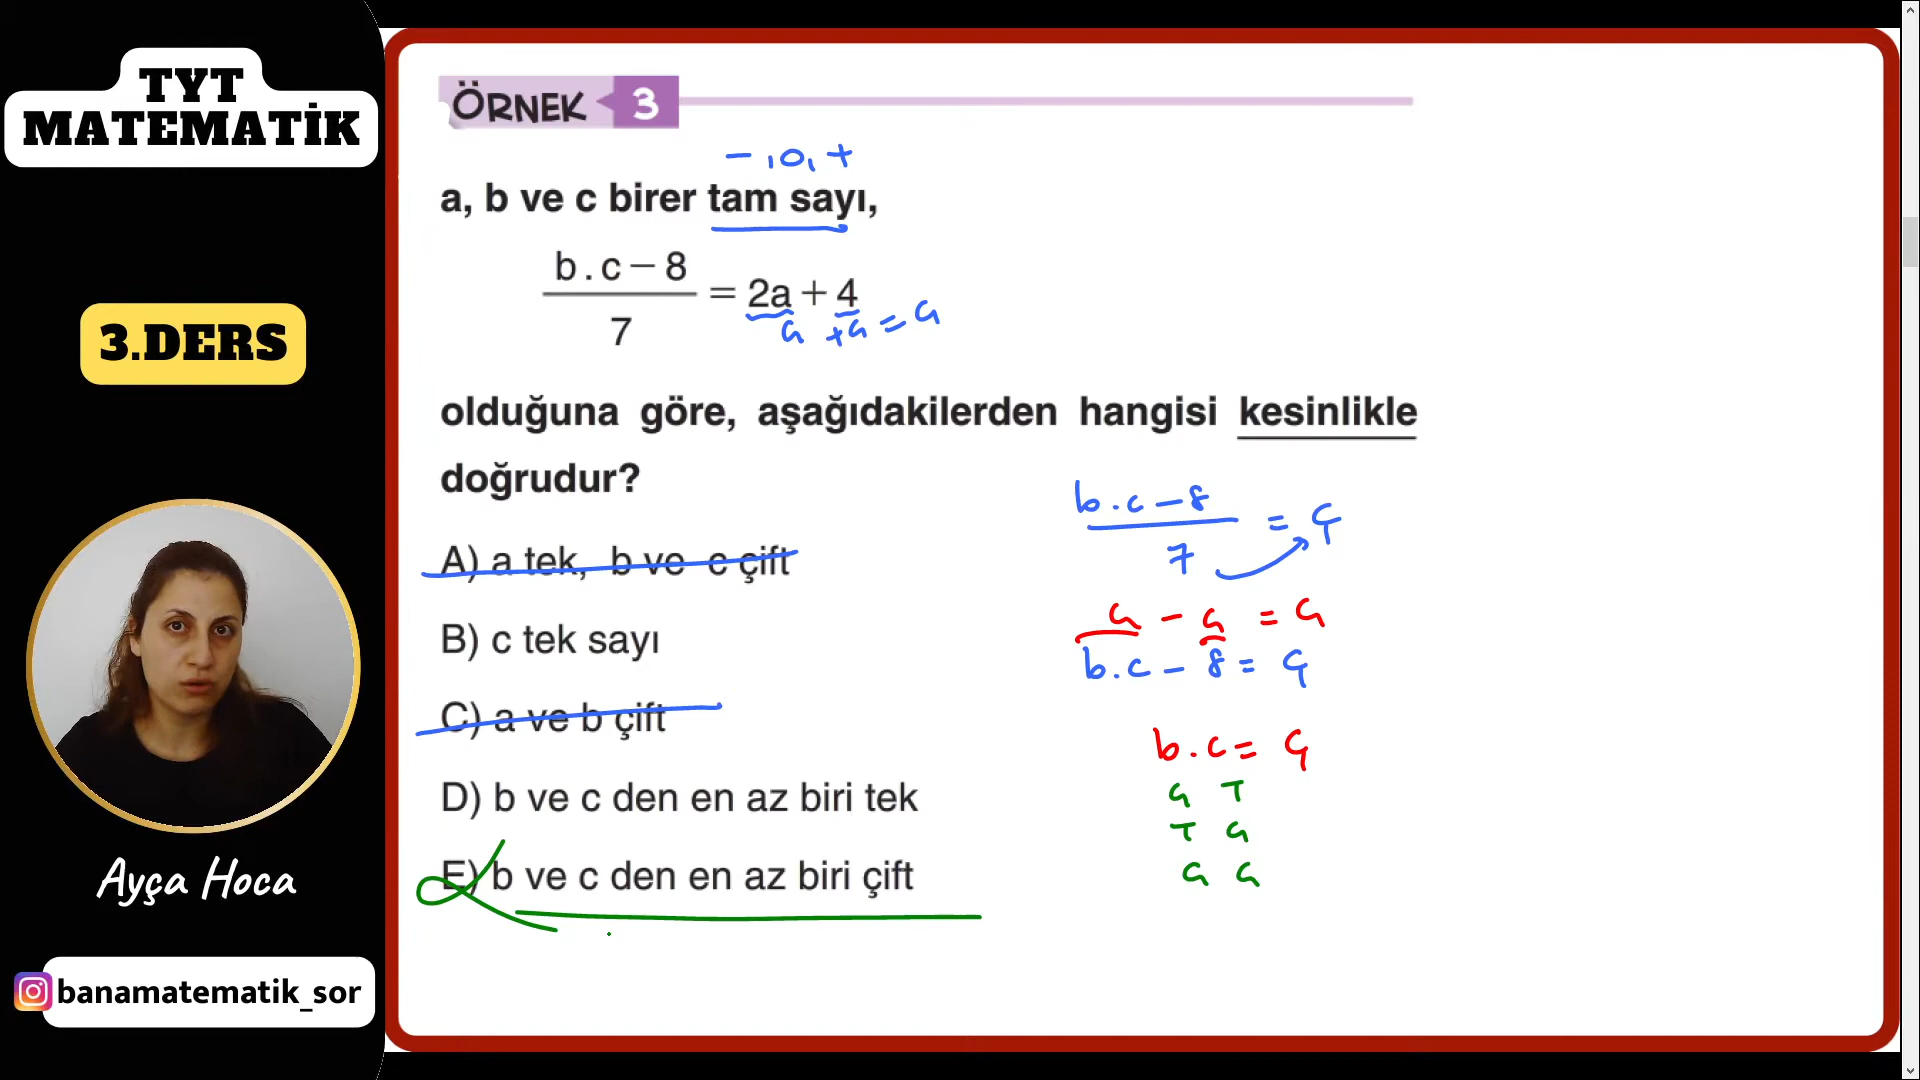 TYT
MATEMATİK
3.DERS
Ayça Hoca
banamatematik_sor
ÖRNEK 3
- , 0, +
a, b ve c birer tam sayı,
b . c – 8
= 2a + 4
7
Ç + Ç = Ç
olduğuna göre, aşağıdakilerden hangisi kesinlikle
doğrudur?
A) a tek, b ve c çift
B) c tek sayı
C) a ve b çift
D) b ve c den en az biri tek
E) b ve c den en az biri çift
b . c – 8
= Ç
7
Ç – Ç = Ç
b . c – 8 = Ç
b . c = Ç
Ç T
T Ç
Ç Ç